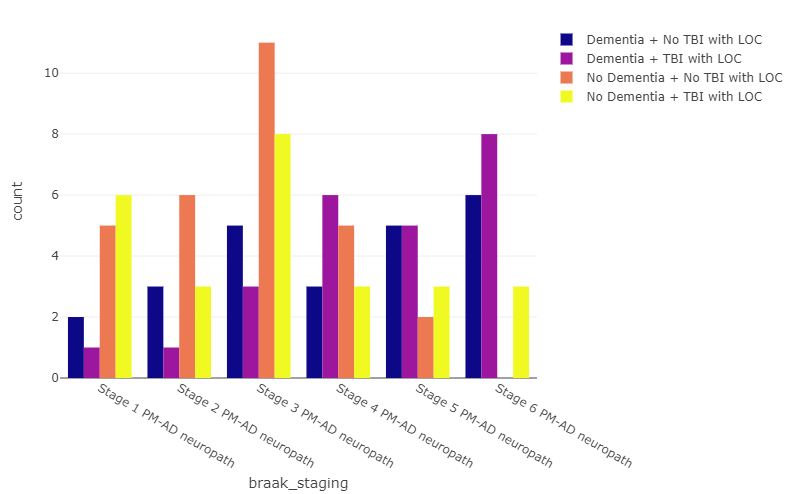 Dementia + No TBI with LOC
Dementia + TBI with LOC
No Dementia + No TBI with LOC
No Dementia + TBI with LOC
10
8
6
4
2
0
count
Stage 1 PM-AD neuropath
Stage 2 PM-AD neuropath
Stage 3 PM-AD neuropath
Stage 4 PM-AD neuropath
Stage 5 PM-AD neuropath
Stage 6 PM-AD neuropath
braak_staging